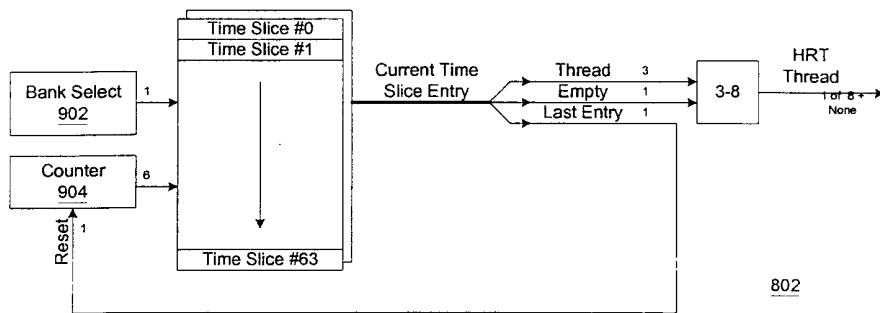 Time Slice #0
Time Slice #1
Bank Select
902
1
Counter
904
6
Reset
1
Time Slice #63
Current Time
Slice Entry
Thread 3
Empty 1
Last Entry 1
3-8
HRT
Thread
1 of 8 +
None
802